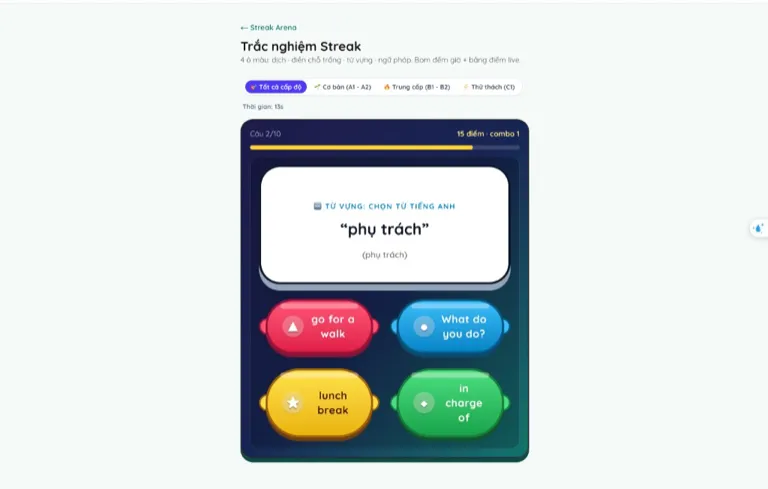 ← Streak Arena
Trắc nghiệm Streak
4 ô màu: dịch · điền chỗ trống · từ vựng · ngữ pháp. Bom đếm giờ + bảng điểm live.
Tất cả cấp độ
Cơ bản (A1 - A2)
Trung cấp (B1 - B2)
Thử thách (C1)
Thời gian: 13s
Câu 2/10
15 điểm · combo 1
TỪ VỰNG: CHỌN TỪ TIẾNG ANH
“phụ trách”
(phụ trách)
go for a
walk
What do
you do?
lunch
break
in
charge
of